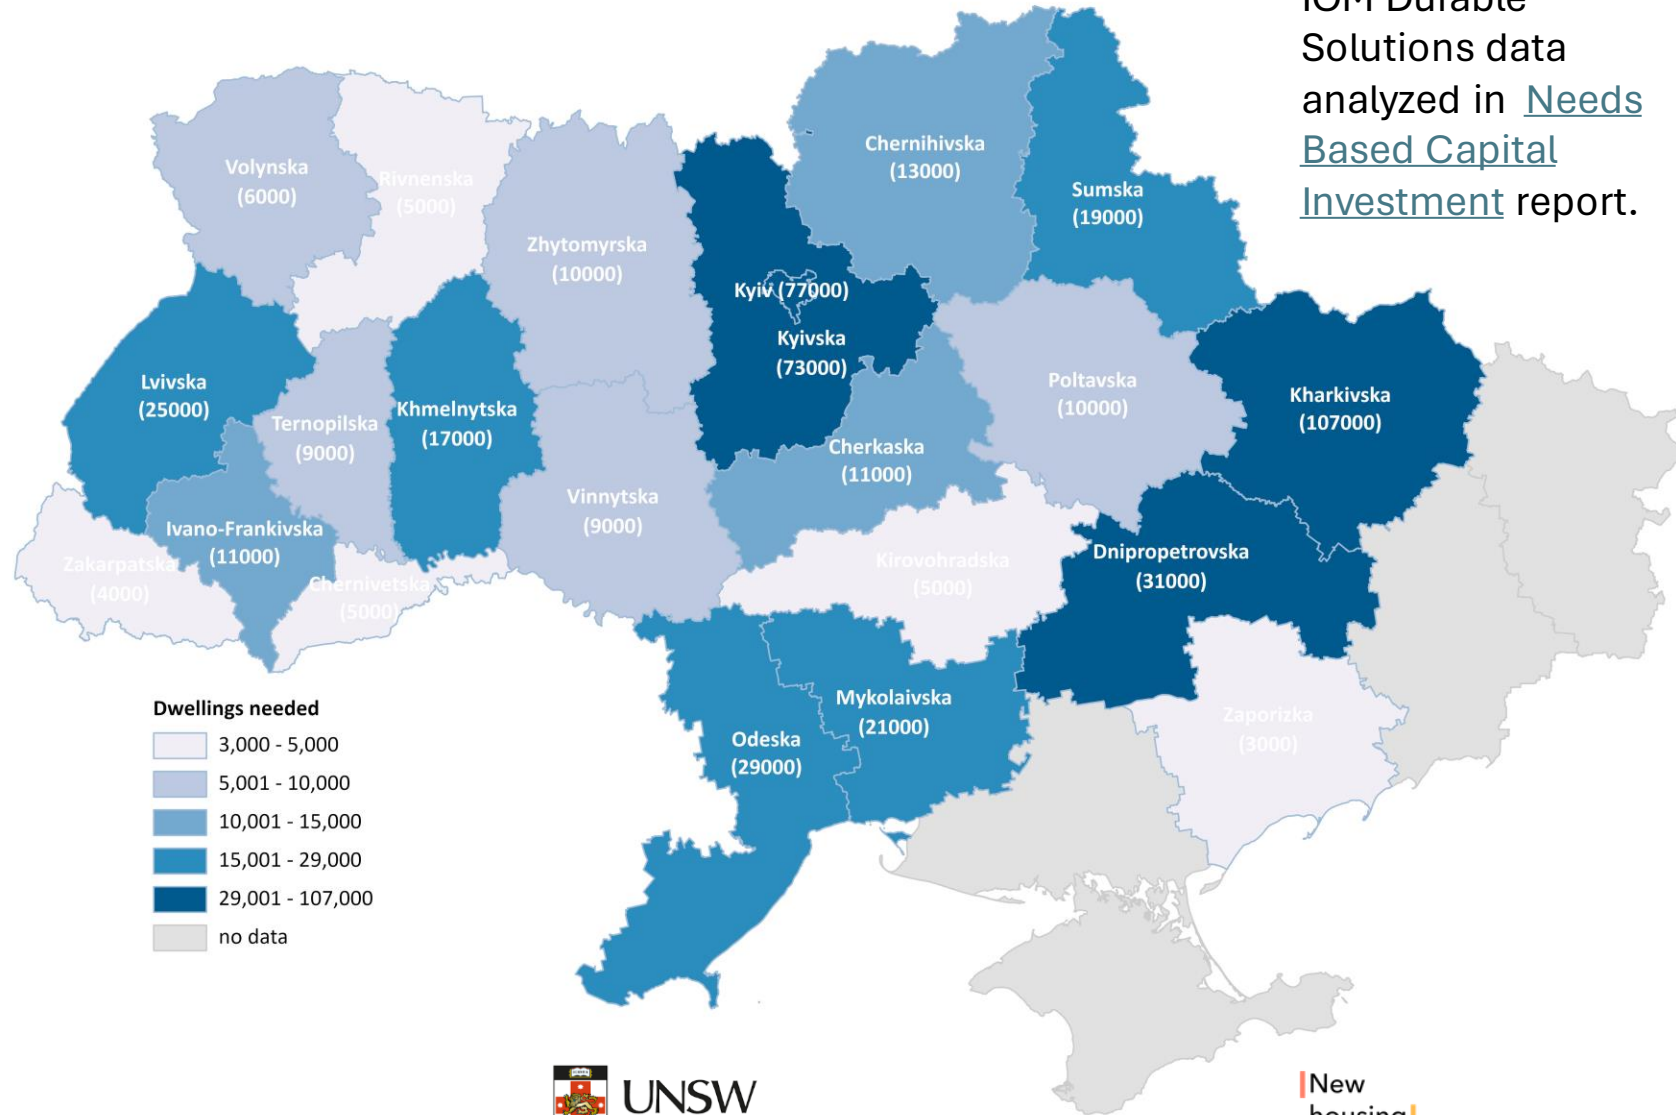 IOM Durable
Solutions data
analyzed in Needs
Based Capital
Investment report.
Chernihivska
(13000)
Volynska
(6000)
Rivnenska
(5000)
Sumska
(19000)
Zhytomyrska
(10000)
Kyiv (77000)
Kyivska
(73000)
Lvivska
(25000)
Ternopilska
(9000)
Khmelnytska
(17000)
Poltavska
(10000)
Kharkivska
(107000)
Cherkaska
(11000)
Vinnytska
(9000)
Ivano-Frankivska
(11000)
Zakarpatska
(4000)
Chernivetska
(5000)
Kirovohradska
(5000)
Dnipropetrovska
(31000)
Mykolaivska
(21000)
Odeska
(29000)
Zaporizka
(3000)
Dwellings needed
3,000 - 5,000
5,001 - 10,000
10,001 - 15,000
15,001 - 29,000
29,001 - 107,000
no data
UNSW
New
housing